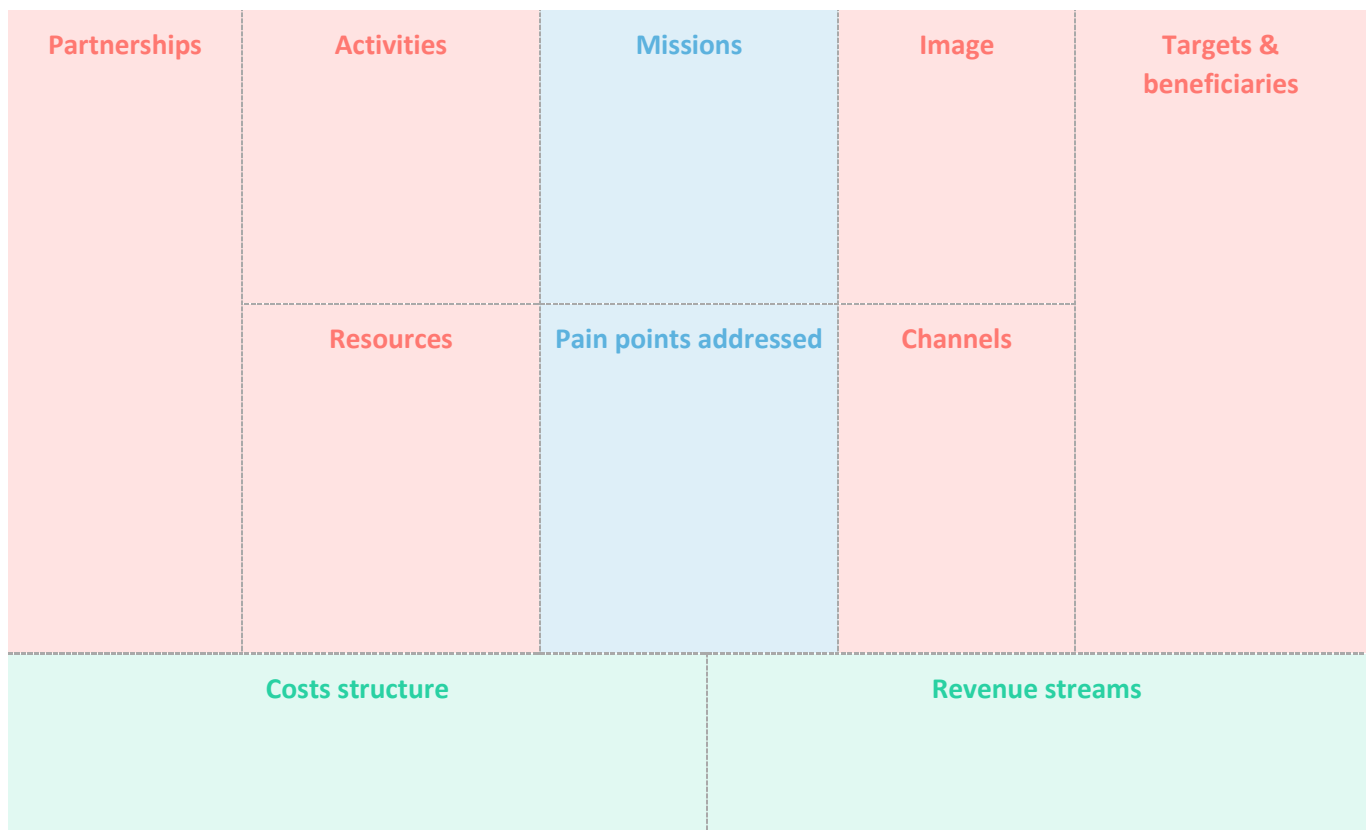 Partnerships
Activities
Missions
Image
Targets &
beneficiaries
Resources
Pain points addressed
Channels
Costs structure
Revenue streams